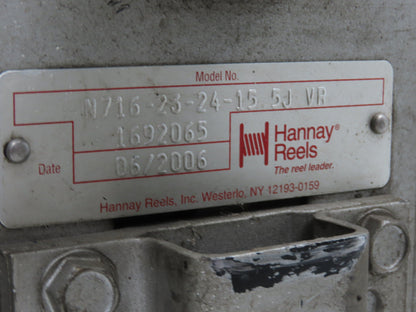 Model No.
N716-23-24-15.5J VR
1692065
Date 06/2006
Hannay®
Reels
The reel leader.
Hannay Reels, Inc. Westerlo, NY 12193-0159